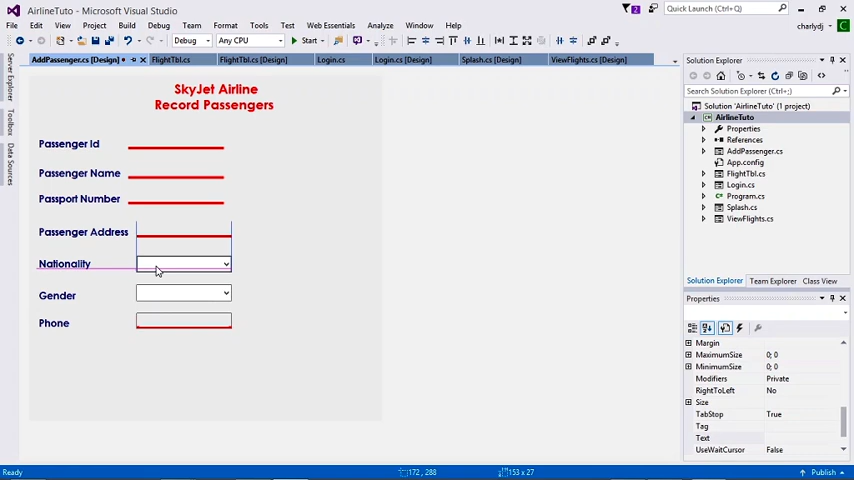 AirlineTuto - Microsoft Visual Studio
7
Quick Launch (Ctrl+Q)
File Edit View Project Build Debug Team Format Tools Test Web Essentials Analyze Window Help
charlydj
C
Debug Any CPU Start
AddPassenger.cs [Design]* FlightTbl.cs FlightTbl.cs [Design] Login.cs Login.cs [Design] Splash.cs [Design] ViewFlights.cs [Design]
Server Explorer
Toolbox
Data Sources
SkyJet Airline
Record Passengers
Passenger Id
Passenger Name
Passport Number
Passenger Address
Nationality
Gender
Phone
Solution Explorer
Search Solution Explorer (Ctrl+;)
Solution 'AirlineTuto' (1 project)
AirlineTuto
Properties
References
AddPassenger.cs
App.config
FlightTbl.cs
Login.cs
Program.cs
Splash.cs
ViewFlights.cs
Solution Explorer Team Explorer Class View
Properties
Margin
MaximumSize 0; 0
MinimumSize 0; 0
Modifiers Private
RightToLeft No
Size
TabStop True
Tag
Text
UseWaitCursor False
Ready 172 , 288 153 x 27 Publish